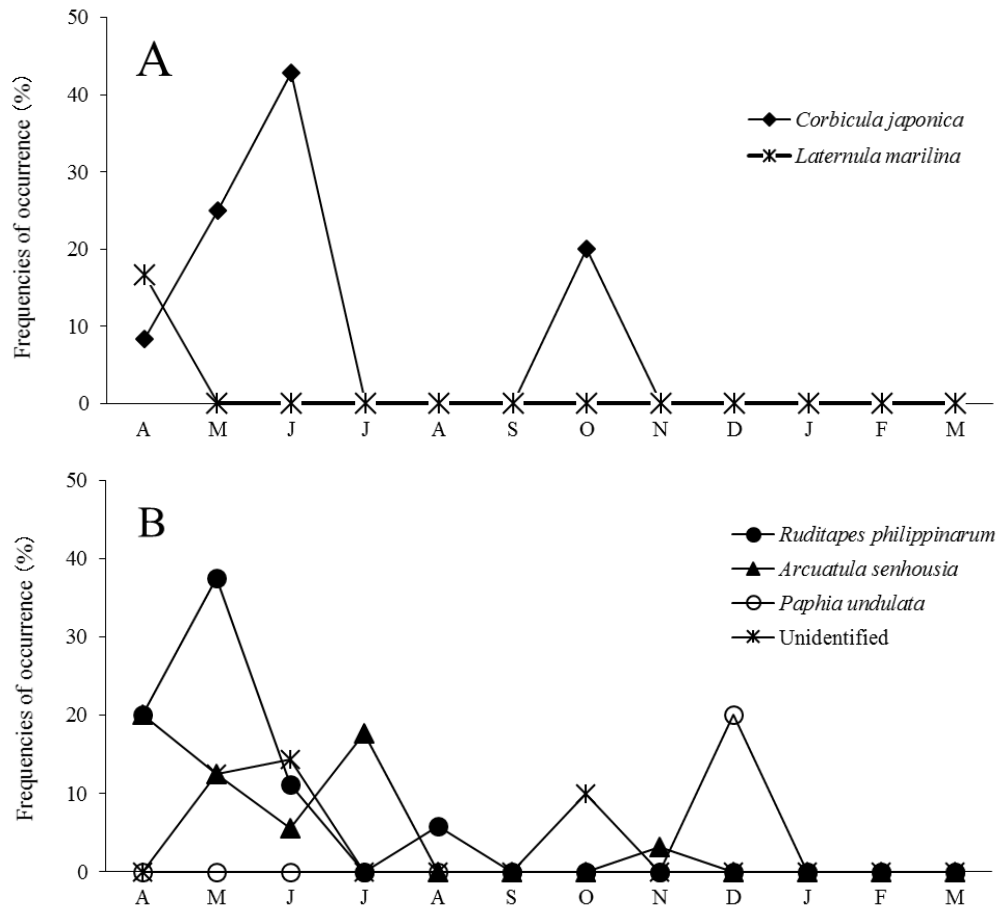 50
A
40
Corbicula japonica
Laternula marilina
30
20
10
0
Frequencies of occurrence (%)
A M J J A S O N D J F M
50
B
Ruditapes philippinarum
40
Arcuatula senhousia
Paphia undulata
30
Unidentified
20
10
0
Frequencies of occurrence (%)
A M J J A S O N D J F M